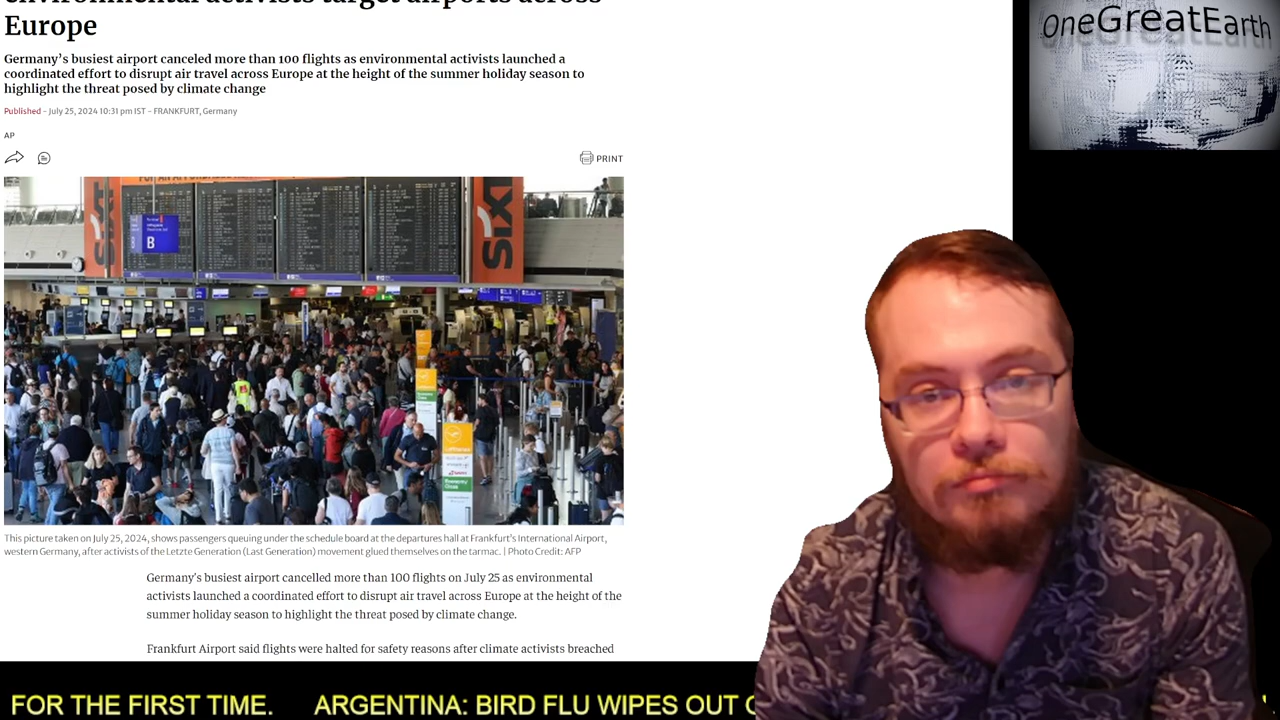 environmental activists target airports across
Europe
Germany's busiest airport canceled more than 100 flights as environmental activists launched a
coordinated effort to disrupt air travel across Europe at the height of the summer holiday season to
highlight the threat posed by climate change
Published - July 25, 2024 10:31 pm IST - FRANKFURT, Germany
AP
PRINT
SIXT
SIXT
B
This picture taken on July 25, 2024, shows passengers queuing under the schedule board at the departures hall at Frankfurt's International Airport,
western Germany, after activists of the Letzte Generation (Last Generation) movement glued themselves on the tarmac. | Photo Credit: AFP
Germany's busiest airport cancelled more than 100 flights on July 25 as environmental
activists launched a coordinated effort to disrupt air travel across Europe at the height of the
summer holiday season to highlight the threat posed by climate change.
Frankfurt Airport said flights were halted for safety reasons after climate activists breached
OneGreatEarth
FOR THE FIRST TIME. ARGENTINA: BIRD FLU WIPES OUT